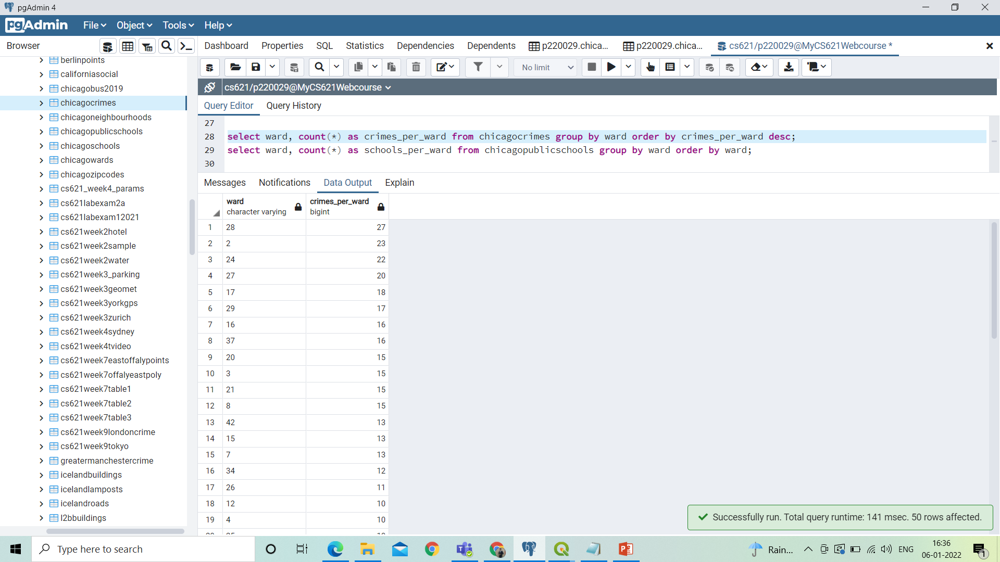 pgAdmin 4
pgAdmin File Object Tools Help
Browser
Dashboard Properties SQL Statistics Dependencies Dependents p220029.chica... p220029.chica... cs621/p220029@MyCS621Webcourse *
No limit
cs621/p220029@MyCS621Webcourse
Query Editor Query History
27
28 select ward, count(*) as crimes_per_ward from chicagocrimes group by ward order by crimes_per_ward desc;
29 select ward, count(*) as schools_per_ward from chicagopublicschools group by ward order by ward;
30
Messages Notifications Data Output Explain
ward crimes_per_ward
character varying bigint
1 28 27
2 2 23
3 24 22
4 27 20
5 17 18
6 29 17
7 16 16
8 37 16
9 20 15
10 3 15
11 21 15
12 8 15
13 42 13
14 15 13
15 7 13
16 34 12
17 26 11
18 12 10
19 4 10
berlinpoints
californiasocial
chicagobus2019
chicagocrimes
chicagoneighbourhoods
chicagopublicschools
chicagoschools
chicagowards
chicagozipcodes
cs621_week4_params
cs621labexam2a
cs621labexam12021
cs621week2hotel
cs621week2sample
cs621week2water
cs621week3_parking
cs621week3geomet
cs621week3yorkgps
cs621week3zurich
cs621week4sydney
cs621week4tvideo
cs621week7eastoffalypoints
cs621week7offalyeastpoly
cs621week7table1
cs621week7table2
cs621week7table3
cs621week9londoncrime
cs621week9tokyo
greatermanchestercrime
icelandbuildings
icelandlamposts
icelandroads
l2bbuildings
Successfully run. Total query runtime: 141 msec. 50 rows affected.
Type here to search
Rain...
ENG
16:36
06-01-2022
1